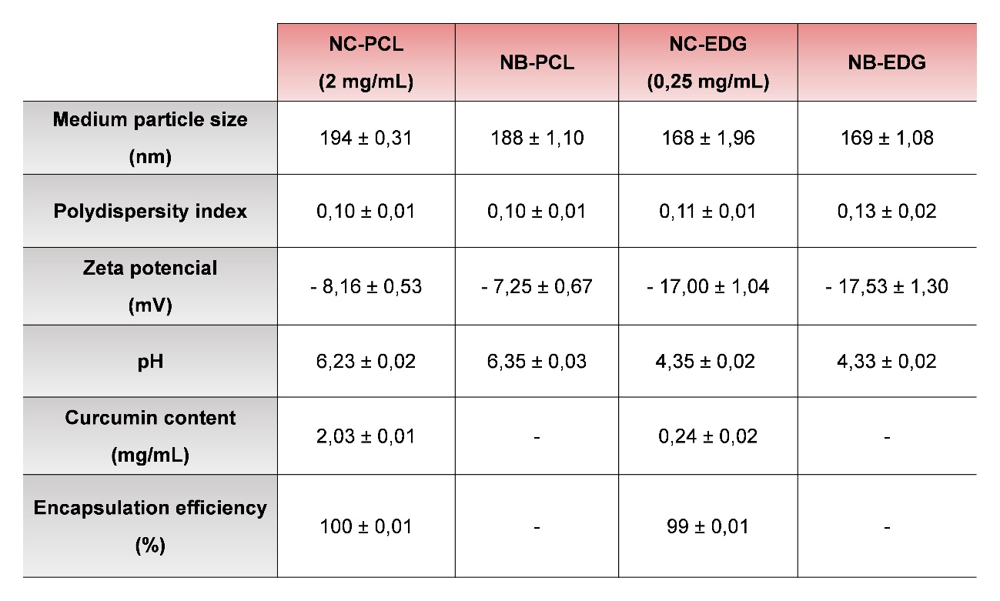 NC-PCL
(2 mg/mL)
NB-PCL
NC-EDG
(0,25 mg/mL)
NB-EDG
Medium particle size
(nm)
194 ± 0,31
188 ± 1,10
168 ± 1,96
169 ± 1,08
Polydispersity index
0,10 ± 0,01
0,10 ± 0,01
0,11 ± 0,01
0,13 ± 0,02
Zeta potencial
(mV)
- 8,16 ± 0,53
- 7,25 ± 0,67
- 17,00 ± 1,04
- 17,53 ± 1,30
pH
6,23 ± 0,02
6,35 ± 0,03
4,35 ± 0,02
4,33 ± 0,02
Curcumin content
(mg/mL)
2,03 ± 0,01
-
0,24 ± 0,02
-
Encapsulation efficiency
(%)
100 ± 0,01
-
99 ± 0,01
-